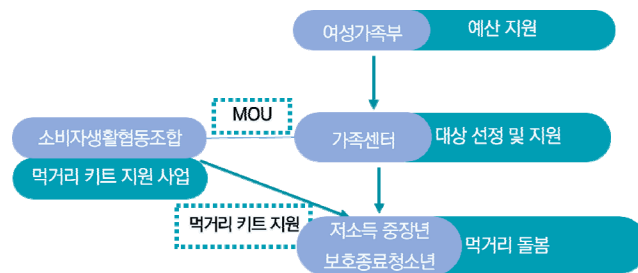 여성가족부 예산 지원
MOU
소비자생활협동조합 가족센터 대상 선정 및 지원
먹거리 키트 지원 사업
먹거리 키트 지원
저소득 중장년
보호종료청소년
먹거리 돌봄